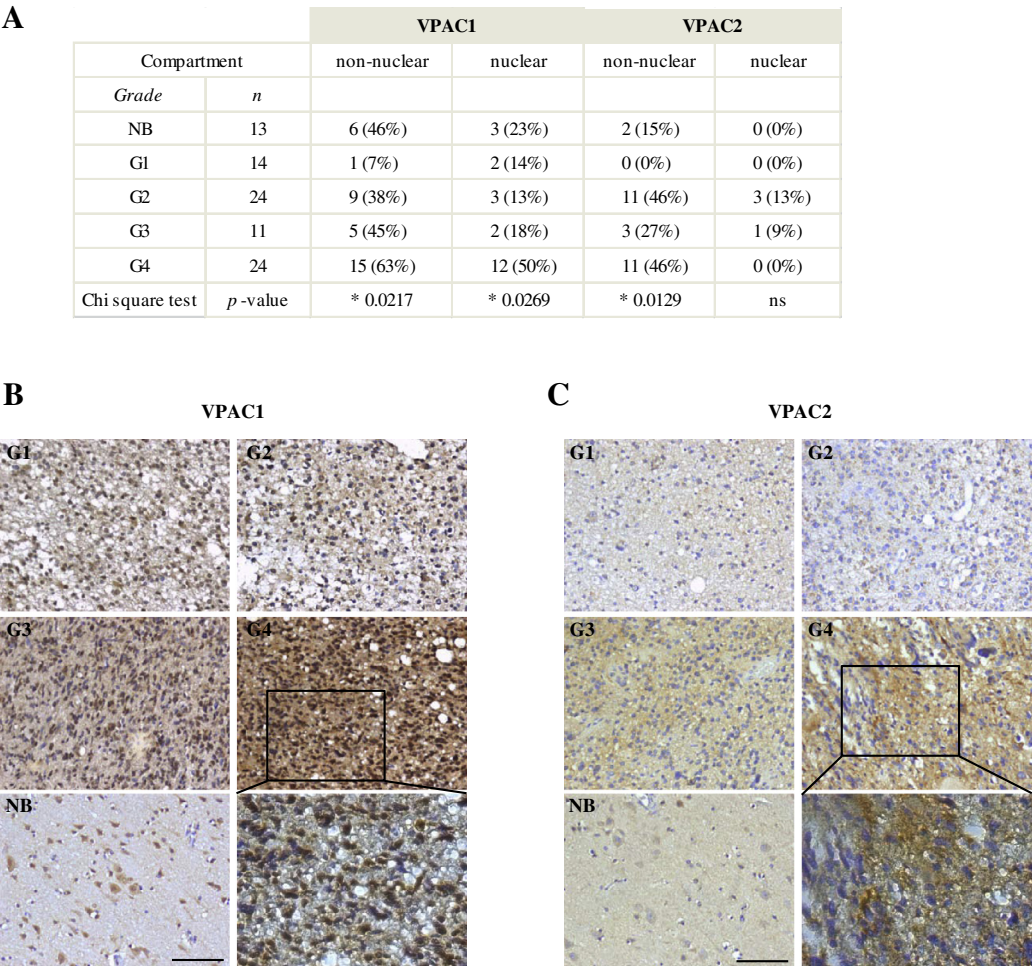 A
VPAC1 VPAC2
Compartment non-nuclear nuclear non-nuclear nuclear
Grade n
NB 13 6 (46%) 3 (23%) 2 (15%) 0 (0%)
G1 14 1 (7%) 2 (14%) 0 (0%) 0 (0%)
G2 24 9 (38%) 3 (13%) 11 (46%) 3 (13%)
G3 11 5 (45%) 2 (18%) 3 (27%) 1 (9%)
G4 24 15 (63%) 12 (50%) 11 (46%) 0 (0%)
Chi square test p-value * 0.0217 * 0.0269 * 0.0129 ns
B
VPAC1
G1 G2
G3 G4
NB
C
VPAC2
G1 G2
G3 G4
NB